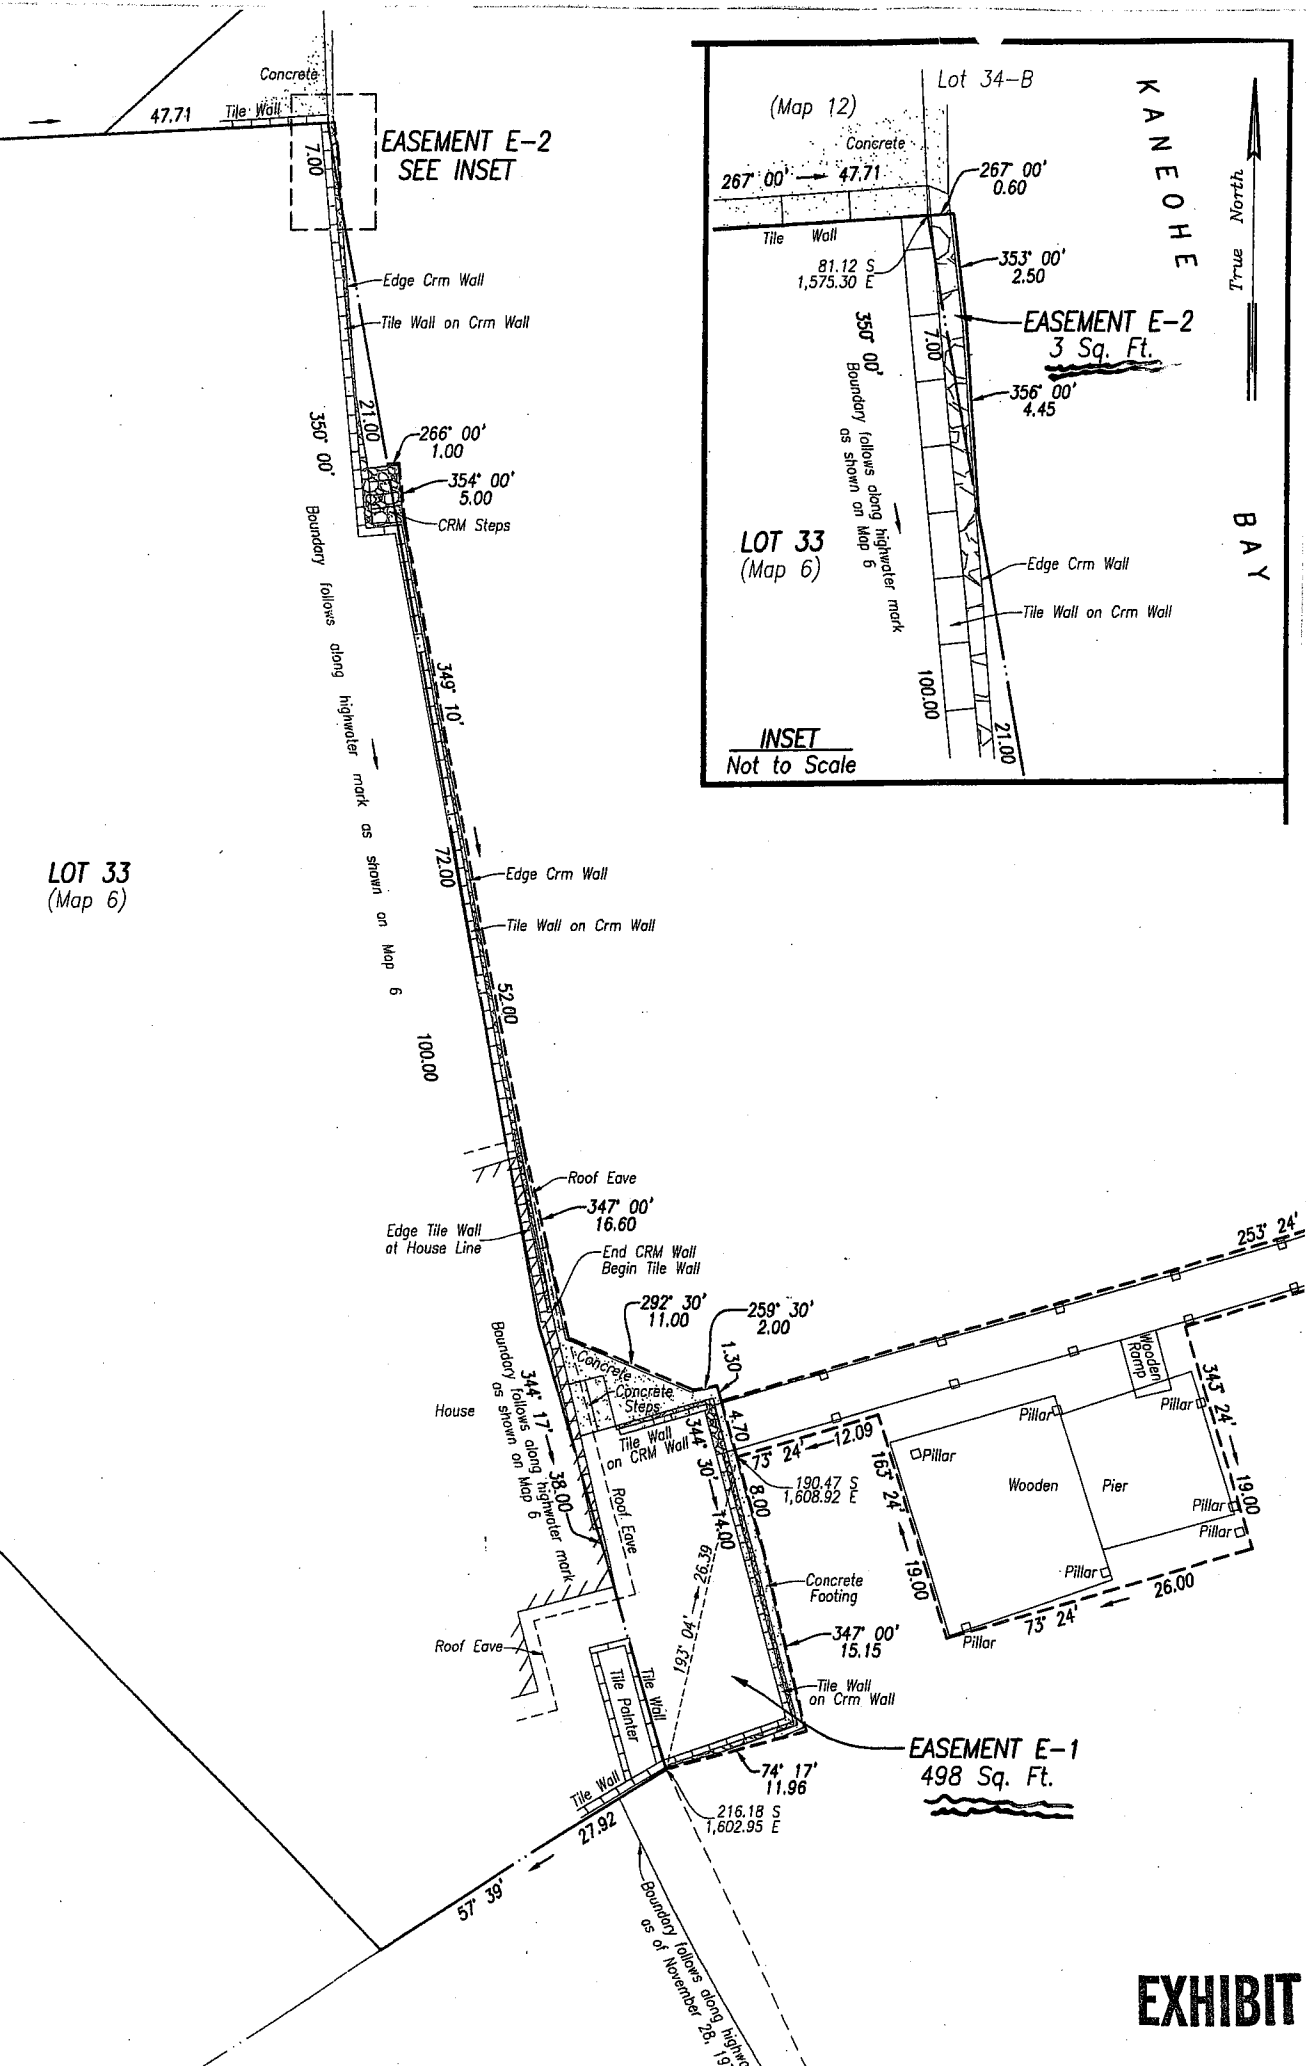 Concrete
47.71
Tile Wall
7.00
EASEMENT E-2
SEE INSET
Edge Crm Wall
Tile Wall on Crm Wall
21.00
350° 00'
Boundary follows along highwater mark as shown on Map 6
100.00
266° 00'
1.00
354° 00'
5.00
CRM Steps
349° 10'
72.00
Edge Crm Wall
Tile Wall on Crm Wall
52.00
LOT 33
(Map 6)
Lot 34-B
(Map 12)
Concrete
267° 00'
47.71
267° 00'
0.60
Tile Wall
81.12 S
1,575.30 E
353° 00'
2.50
EASEMENT E-2
3 Sq. Ft.
7.00
350° 00'
Boundary follows along highwater mark
as shown on Map 6
356° 00'
4.45
LOT 33
(Map 6)
Edge Crm Wall
Tile Wall on Crm Wall
100.00
21.00
INSET
Not to Scale
KANEOHE
BAY
True North
Roof Eave
347° 00'
16.60
Edge Tile Wall
at House Line
End CRM Wall
Begin Tile Wall
292° 30'
11.00
259° 30'
2.00
1.30
253° 24'
Concrete
Concrete
Steps
House
344° 17'
38.00
Boundary follows along highwater mark
as shown on Map 6
Tile Wall
on CRM Wall
344° 30'
14.00
4.70
73° 24'
12.09
190.47 S
1,608.92 E
8.00
163° 24'
19.00
Wooden
Ramp
Pillar
Pillar
Pillar
Wooden Pier
343° 24'
19.00
Pillar
Pillar
Pillar
Pillar
73° 24'
26.00
Roof Eave
193° 04'
26.39
Concrete
Footing
347° 00'
15.15
Roof Eave
Tile Wall
Tile Palnter
Tile Wall
on Crm Wall
EASEMENT E-1
498 Sq. Ft.
74° 17'
11.96
Tile Wall
27.92
216.18 S
1,602.95 E
57° 39'
Boundary follows along
as of November 28,
EXHIBIT